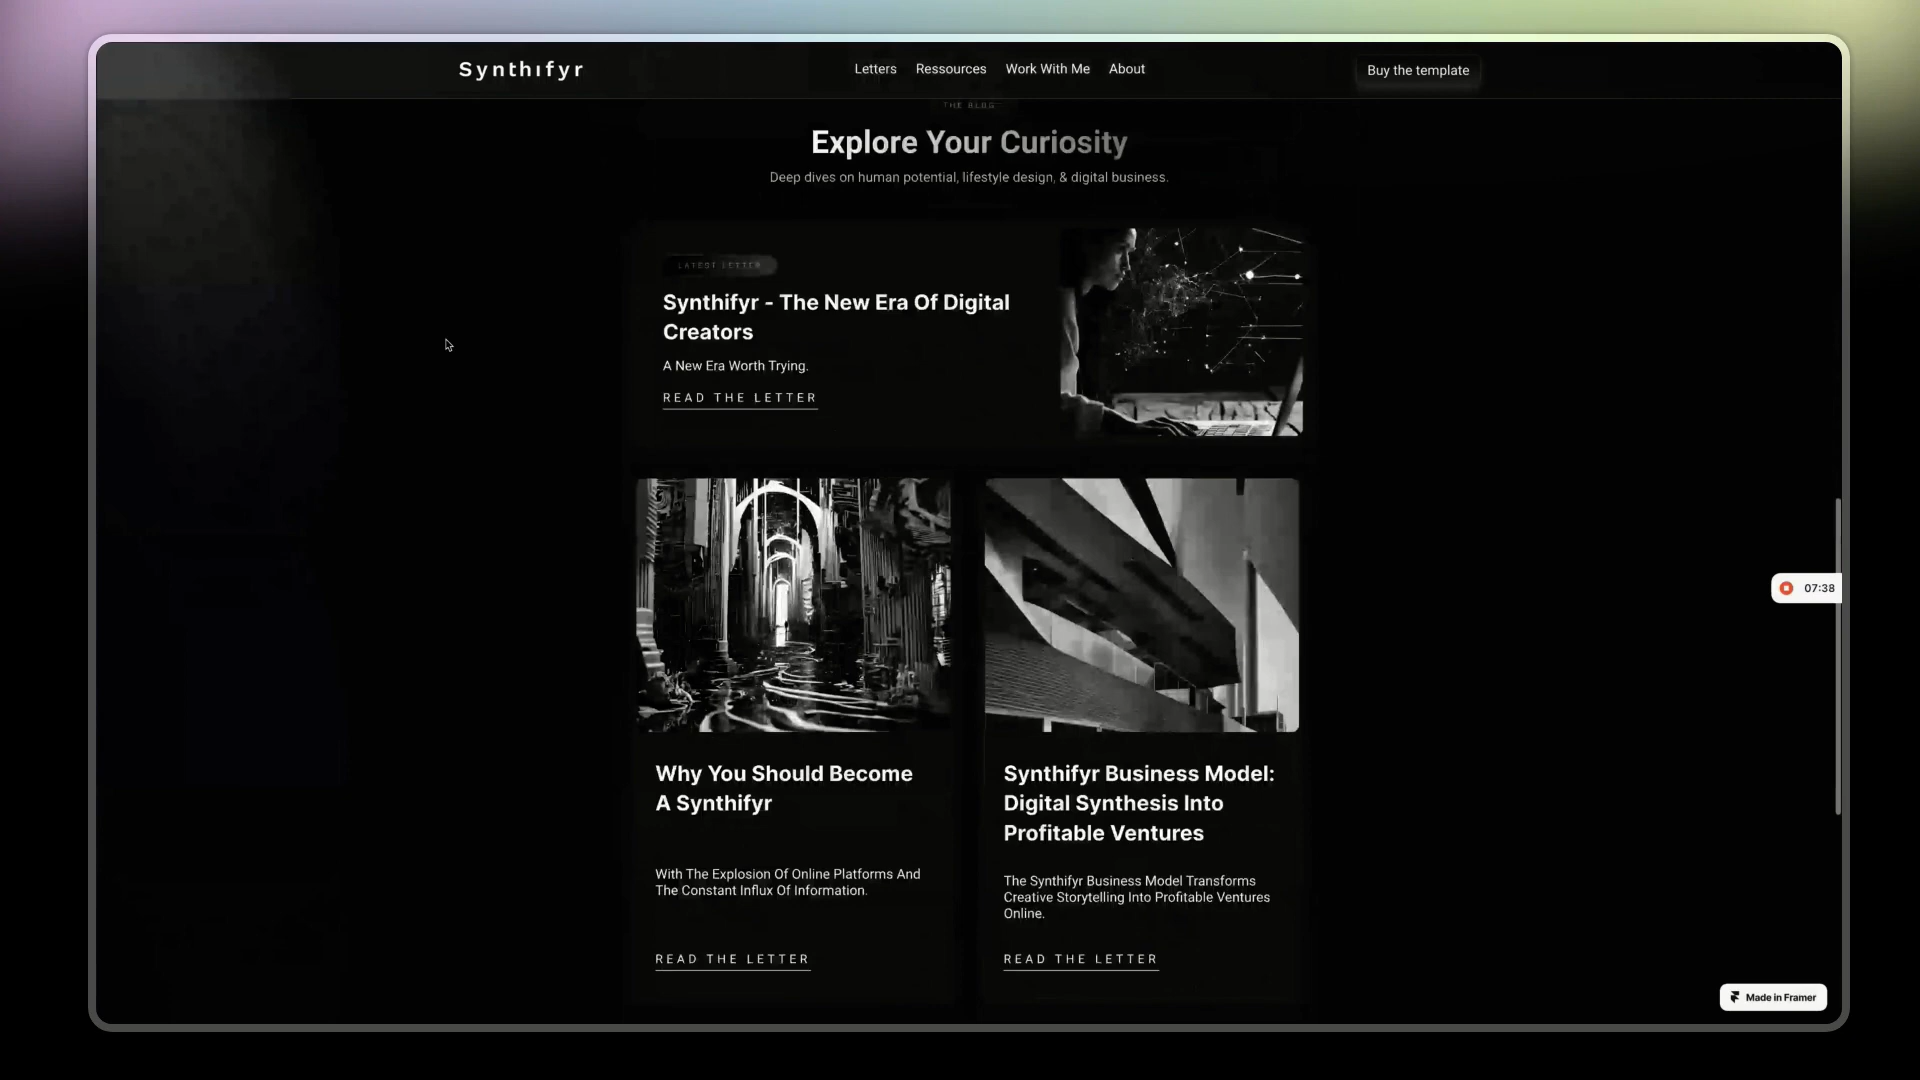 Synthıfyr
Letters
Ressources
Work With Me
About
Buy the template
THE BLOG
Explore Your Curiosity
Deep dives on human potential, lifestyle design, & digital business.
LATEST LETTER
Synthifyr - The New Era Of Digital
Creators
A New Era Worth Trying.
READ THE LETTER
Why You Should Become
A Synthifyr
With The Explosion Of Online Platforms And
The Constant Influx Of Information.
READ THE LETTER
Synthifyr Business Model:
Digital Synthesis Into
Profitable Ventures
The Synthifyr Business Model Transforms
Creative Storytelling Into Profitable Ventures
Online.
READ THE LETTER
07:38
Made in Framer